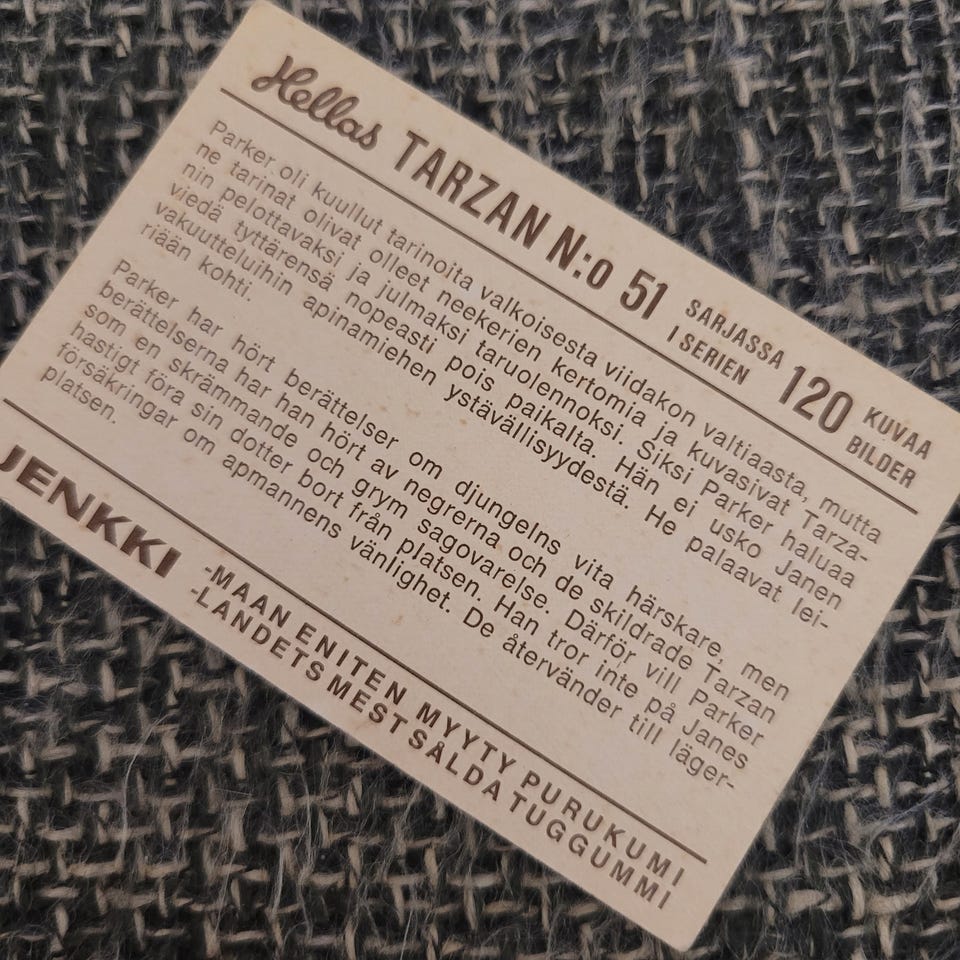 Hellas TARZAN N:o 51 SARJASSA 120 KUVAA
I SERIEN BILDER
Parker oli kuullut tarinoita valkoisesta viidakon valtiaasta, mutta
ne tarinat olivat olleet neekerien kertomia ja kuvasivat Tarza-
nin pelottavaksi ja julmaksi taruolennoksi. Siksi Parker haluaa
viedä tyttärensä nopeasti pois paikalta. Hän ei usko Janen
vakuutteluihin apinamiehen ystävällisyydestä. He palaavat lei-
riään kohti.
Parker har hört berättelser om djungelns vita härskare, men
berättelserna har han hört av negrerna och de skildrade Tarzan
som en skrämmande och grym sagovarelse. Därför vill Parker
hastigt föra sin dotter bort från platsen. Han tror inte på Janes
försäkringar om apmannens vänlighet. De återvänder till läger-
platsen.
JENKKI -MAAN ENITEN MYYTY PURUKUMI
-LANDETS MEST SÅLDA TUGGUMMI